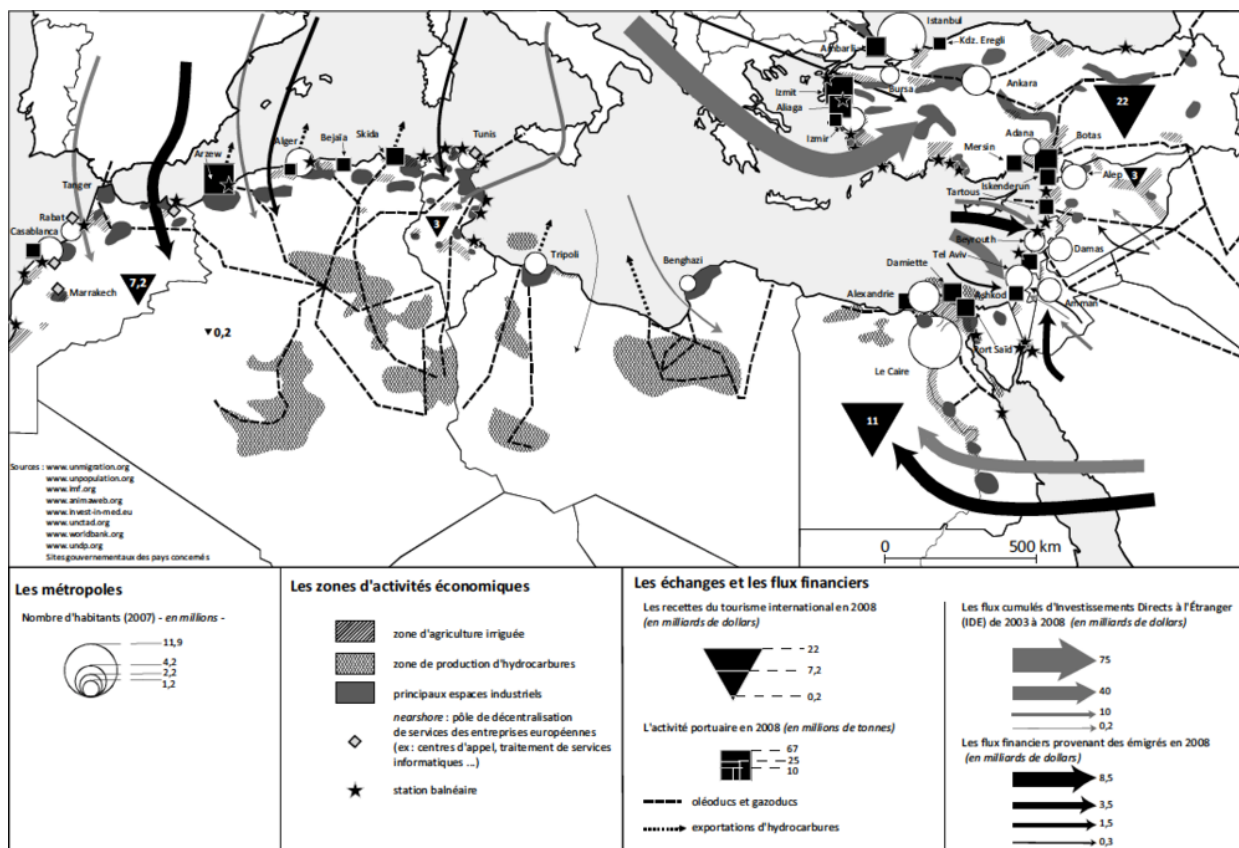 Istanbul
Ambarli
Kdz. Eregli
Izmit
Bursa
Ankara
Aliaga
Izmir
22
Adana
Botas
Mersin
Iskenderun
Alep
3
Tartous
Beyrouth
Damas
Tel Aviv
Damiette
Alexandrie
Ashkod
Amman
Port Saïd
Le Caire
11
Arzew
Alger
Bejaïa
Skida
Tunis
Tanger
Rabat
Casablanca
Marrakech
7,2
0,2
3
Tripoli
Benghazi
Sources : www.unmigration.org
www.unpopulation.org
www.imf.org
www.animaweb.org
www.invest-in-med.eu
www.unctad.org
www.worldbank.org
www.undp.org
Sites gouvernementaux des pays concernés
0 500 km
Les métropoles
Nombre d'habitants (2007) - en millions -
11,9
4,2
2,2
1,2
Les zones d'activités économiques
zone d'agriculture irriguée
zone de production d'hydrocarbures
principaux espaces industriels
nearshore : pôle de décentralisation
de services des entreprises européennes
(ex : centres d'appel, traitement de services
informatiques ...)
station balnéaire
Les échanges et les flux financiers
Les recettes du tourisme international en 2008
(en milliards de dollars)
22
7,2
0,2
L'activité portuaire en 2008 (en millions de tonnes)
67
25
10
oléoducs et gazoducs
exportations d'hydrocarbures
Les flux cumulés d'Investissements Directs à l'Étranger
(IDE) de 2003 à 2008 (en milliards de dollars)
75
40
10
0,2
Les flux financiers provenant des émigrés en 2008
(en milliards de dollars)
8,5
3,5
1,5
0,3